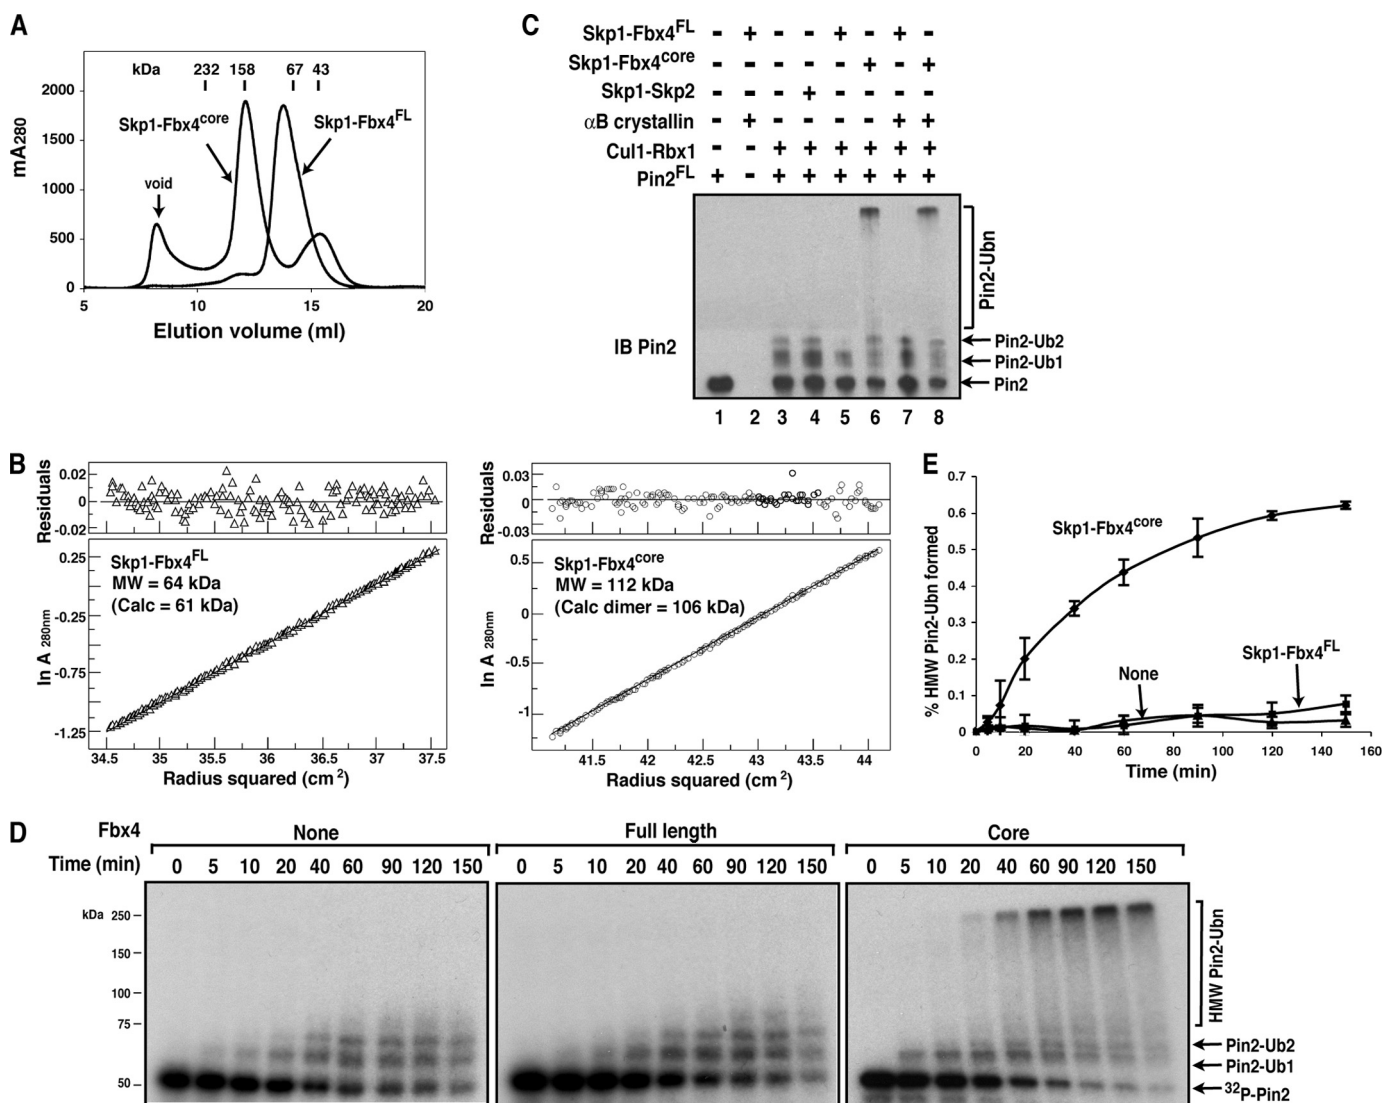 A
kDa 232 158 67 43
2000
1500
1000
500
0
mA280
Skp1-Fbx4core
Skp1-Fbx4FL
void
5 10 15 20
Elution volume (ml)
C
Skp1-Fbx4FL - + - - + - + -
Skp1-Fbx4core - - - - - + - +
Skp1-Skp2 - - - + - - - -
αB crystallin - + - - - - + +
Cul1-Rbx1 - - + + + + + +
Pin2FL + - + + + + + +
IB Pin2
Pin2-Ubn
Pin2-Ub2
Pin2-Ub1
Pin2
1 2 3 4 5 6 7 8
B
Residuals
0.02
0
-0.02
ln A 280nm
0.25
-0.25
-0.75
-1.25
Skp1-Fbx4FL
MW = 64 kDa
(Calc = 61 kDa)
34.5 35 35.5 36 36.5 37 37.5
Radius squared (cm2)
Residuals
0.03
0
-0.03
ln A 280nm
0.5
0
-0.5
-1
Skp1-Fbx4core
MW = 112 kDa
(Calc dimer = 106 kDa)
41.5 42 42.5 43 43.5 44
Radius squared (cm2)
E
% HMW Pin2-Ubn formed
0.7
0.6
0.5
0.4
0.3
0.2
0.1
0
Skp1-Fbx4core
None
Skp1-Fbx4FL
0 20 40 60 80 100 120 140 160
Time (min)
D
Fbx4 None Full length Core
Time (min) 0 5 10 20 40 60 90 120 150 0 5 10 20 40 60 90 120 150 0 5 10 20 40 60 90 120 150
kDa 250
150
100
75
50
HMW Pin2-Ubn
Pin2-Ub2
Pin2-Ub1
32P-Pin2